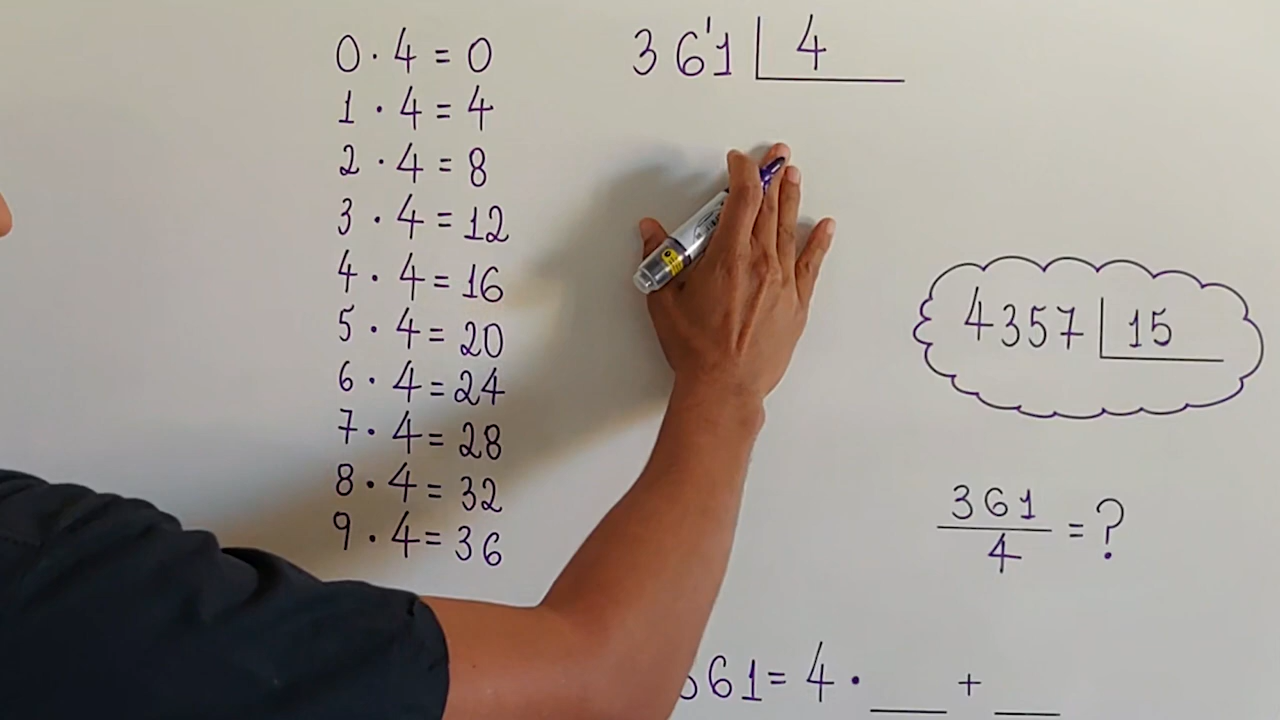 0 · 4 = 0
1 · 4 = 4
2 · 4 = 8
3 · 4 = 12
4 · 4 = 16
5 · 4 = 20
6 · 4 = 24
7 · 4 = 28
8 · 4 = 32
9 · 4 = 36
36'1 | 4
4357 | 15
361
4
= ?
361 = 4 · ___ + ___